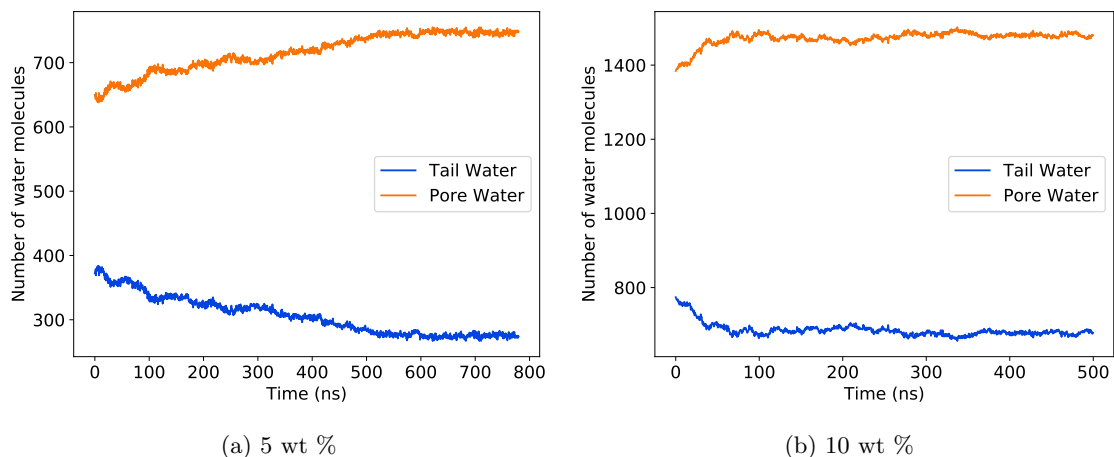 Number of water molecules
700
600
500
400
300
Tail Water
Pore Water
0 100 200 300 400 500 600 700 800
Time (ns)
(a) 5 wt %
Number of water molecules
1400
1200
1000
800
Tail Water
Pore Water
0 100 200 300 400 500
Time (ns)
(b) 10 wt %